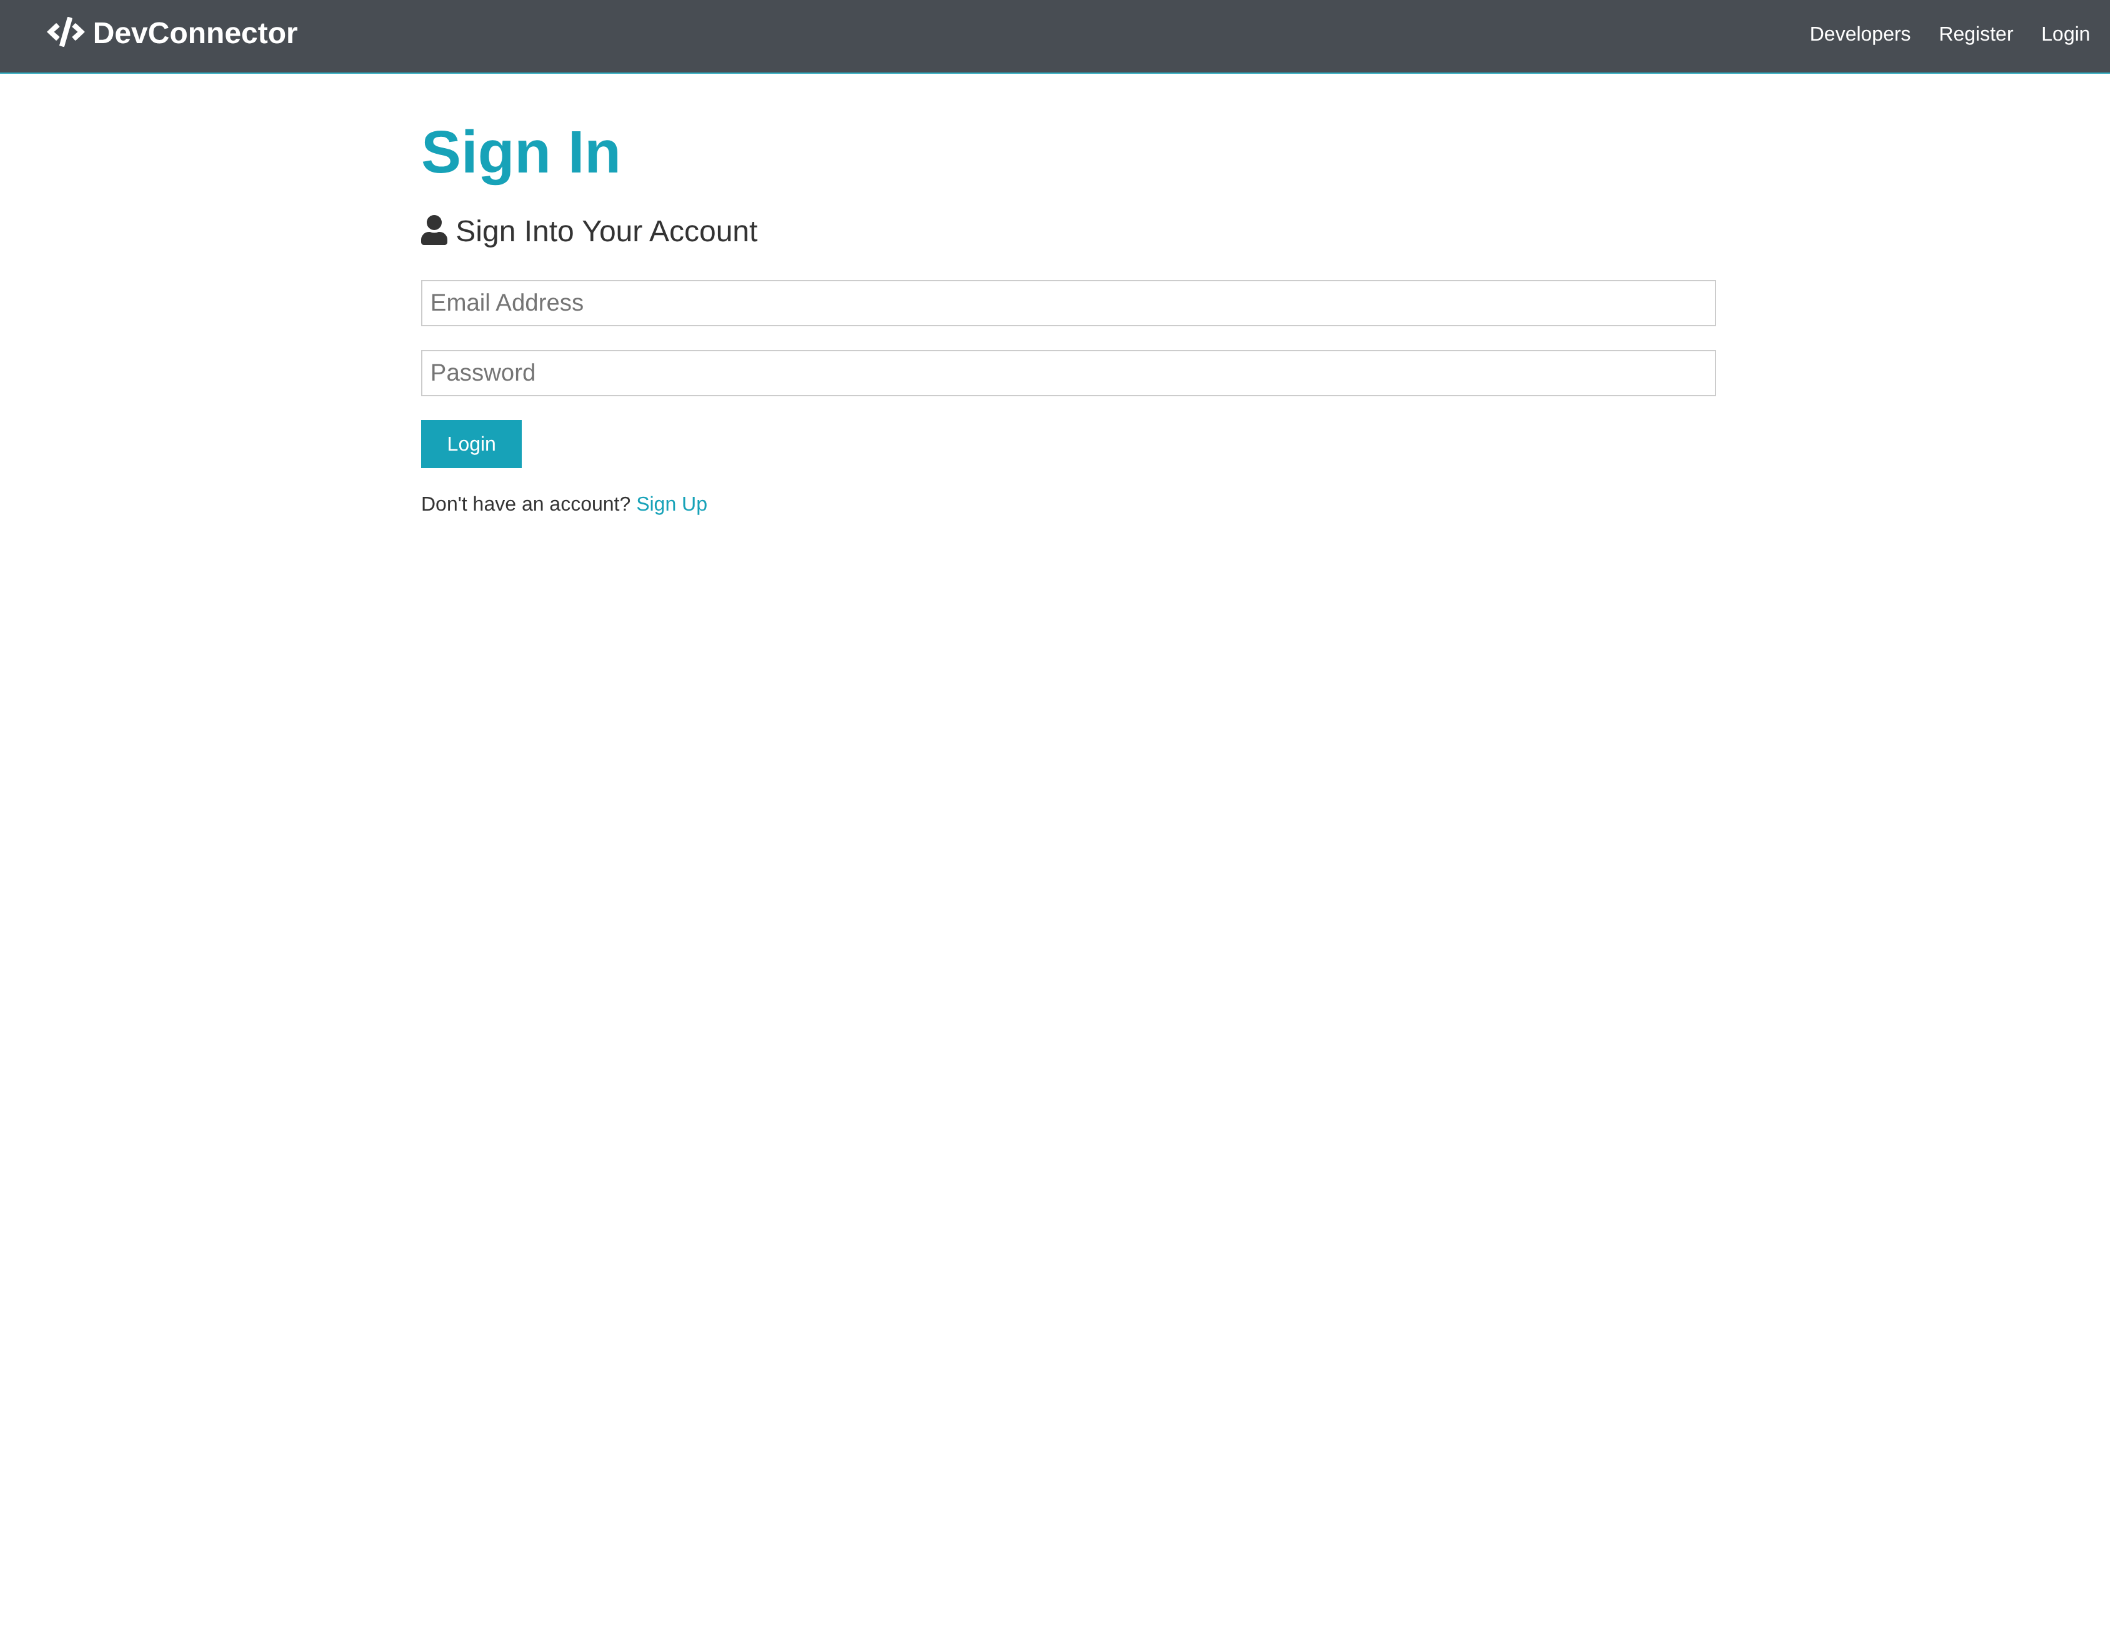 DevConnector
Developers Register Login
Sign In
Sign Into Your Account
Email Address
Password
Login
Don't have an account? Sign Up